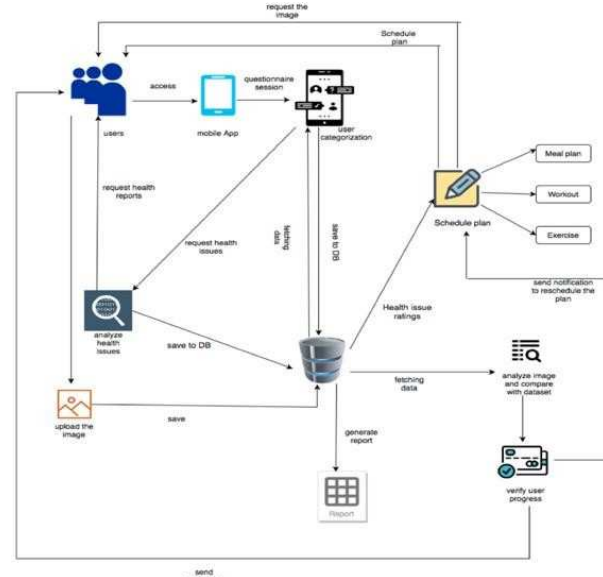 request the
image
Schedule
plan
access
questionnaire
session
users
mobile App
user
categorization
Meal plan
Workout
Exercise
Schedule plan
request health
reports
request health
issues
fetching
data
save to DB
send notification
to reschedule the
plan
Health issue
ratings
analyze
health
issues
save to DB
fetching
data
analyze image
and compare
with dataset
upload the
image
save
generate
report
Report
verify user
progress
send